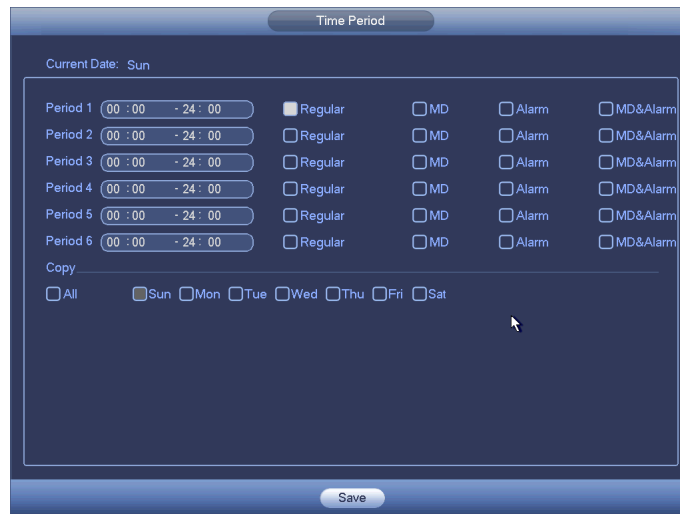 Time Period
Current Date: Sun
Period 1 00 :00 - 24 : 00 Regular MD Alarm MD&Alarm
Period 2 00 :00 - 24 : 00 Regular MD Alarm MD&Alarm
Period 3 00 :00 - 24 : 00 Regular MD Alarm MD&Alarm
Period 4 00 :00 - 24 : 00 Regular MD Alarm MD&Alarm
Period 5 00 :00 - 24 : 00 Regular MD Alarm MD&Alarm
Period 6 00 :00 - 24 : 00 Regular MD Alarm MD&Alarm
Copy
All Sun Mon Tue Wed Thu Fri Sat
Save